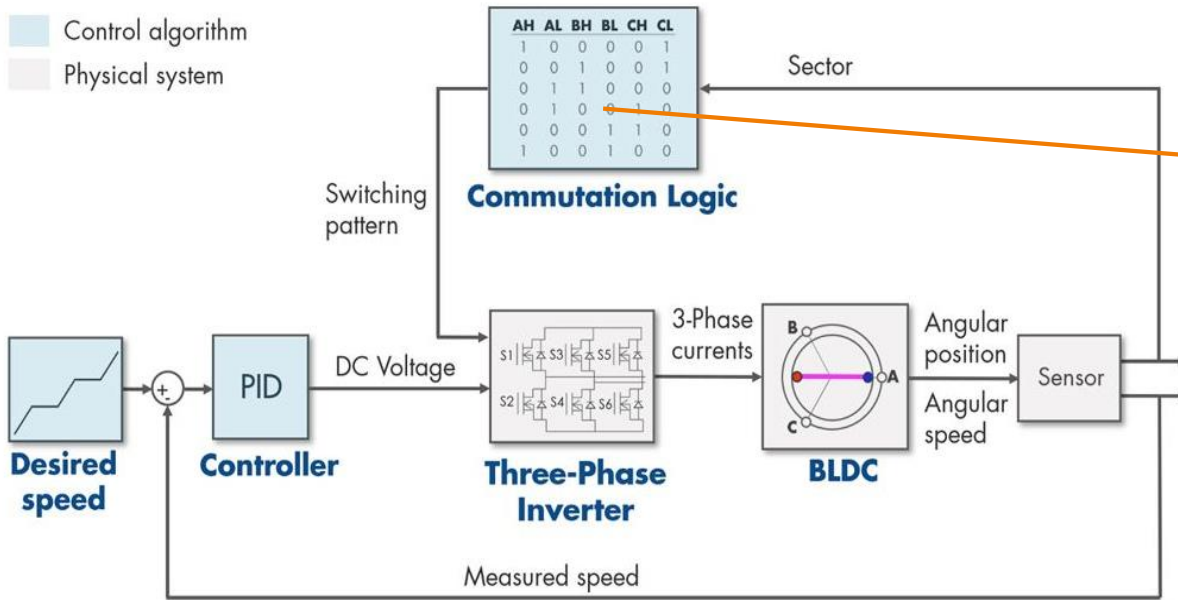 Control algorithm
Physical system
AH AL BH BL CH CL
1 0 0 0 0 1
0 0 1 0 0 1
0 1 1 0 0 0
0 1 0 0 1 0
0 0 0 1 1 0
1 0 0 1 0 0
Commutation Logic
Sector
Switching
pattern
Desired
speed
+
-
PID
Controller
DC Voltage
S1 S3 S5
S2 S4 S6
Three-Phase
Inverter
3-Phase
currents
B
A
C
BLDC
Angular
position
Angular
speed
Sensor
Measured speed